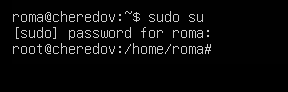 roma@cheredov:~$ sudo su
[sudo] password for roma:
root@cheredov:/home/roma#